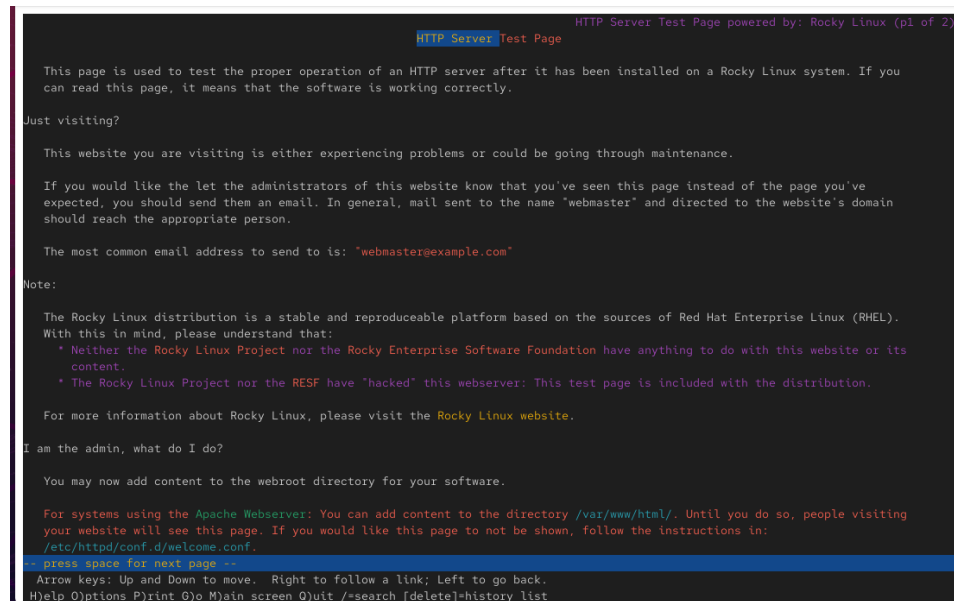 HTTP Server Test Page powered by: Rocky Linux (p1 of 2)
HTTP Server Test Page
This page is used to test the proper operation of an HTTP server after it has been installed on a Rocky Linux system. If you
can read this page, it means that the software is working correctly.
Just visiting?
This website you are visiting is either experiencing problems or could be going through maintenance.
If you would like the let the administrators of this website know that you've seen this page instead of the page you've
expected, you should send them an email. In general, mail sent to the name "webmaster" and directed to the website's domain
should reach the appropriate person.
The most common email address to send to is: "webmaster@example.com"
Note:
The Rocky Linux distribution is a stable and reproduceable platform based on the sources of Red Hat Enterprise Linux (RHEL).
With this in mind, please understand that:
* Neither the Rocky Linux Project nor the Rocky Enterprise Software Foundation have anything to do with this website or its
content.
* The Rocky Linux Project nor the RESF have "hacked" this webserver: This test page is included with the distribution.
For more information about Rocky Linux, please visit the Rocky Linux website.
I am the admin, what do I do?
You may now add content to the webroot directory for your software.
For systems using the Apache Webserver: You can add content to the directory /var/www/html/. Until you do so, people visiting
your website will see this page. If you would like this page to not be shown, follow the instructions in:
/etc/httpd/conf.d/welcome.conf.
-- press space for next page --
Arrow keys: Up and Down to move. Right to follow a link; Left to go back.
H)elp O)ptions P)rint G)o M)ain screen Q)uit /=search [delete]=history list